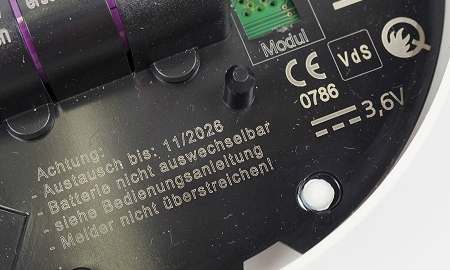 Modul
CE
0786
VdS
Q
3,6V
Achtung:
- Austausch bis: 11/2026
- Batterie nicht auswechselbar
- siehe Bedienungsanleitung
- Melder nicht überstreichen!